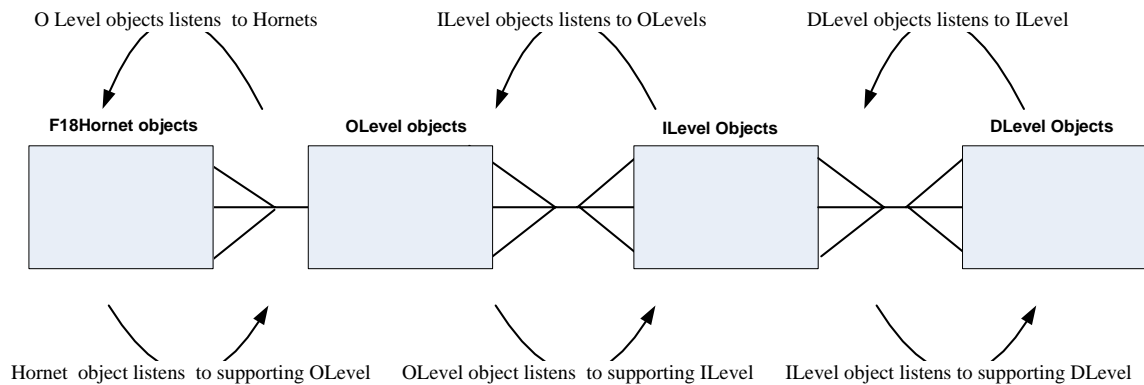 O Level objects listens to Hornets
ILevel objects listens to OLevels
DLevel objects listens to ILevel
F18Hornet objects
OLevel objects
ILevel Objects
DLevel Objects
Hornet object listens to supporting OLevel
OLevel object listens to supporting ILevel
ILevel object listens to supporting DLevel